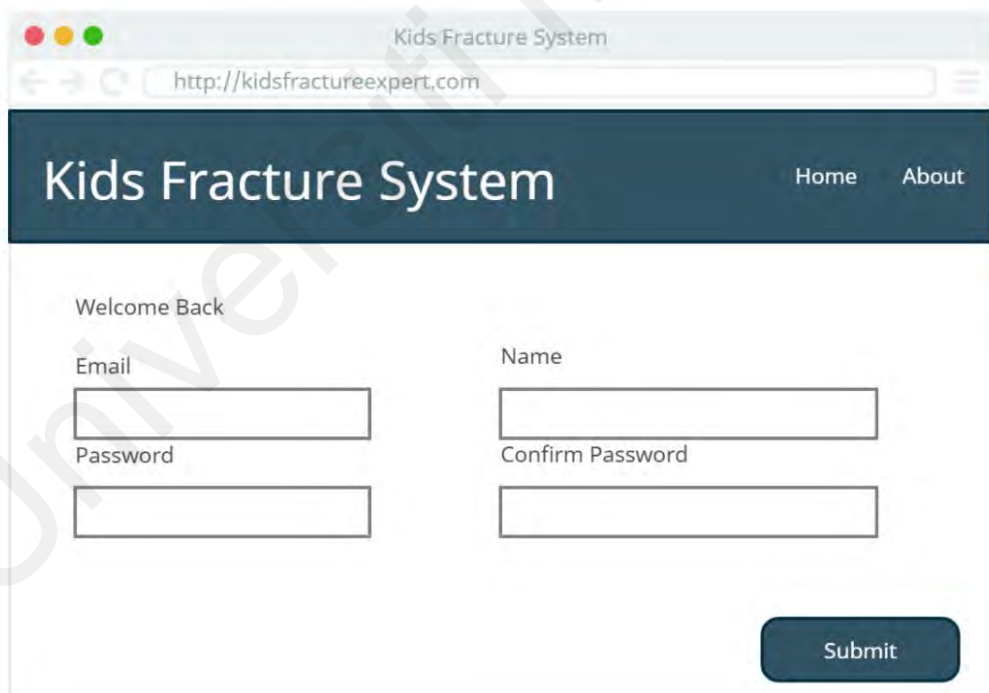 Kids Fracture System
http://kidsfractureexpert.com
Kids Fracture System
Home About
Welcome Back
Email
Name
Password
Confirm Password
Submit
Universiti